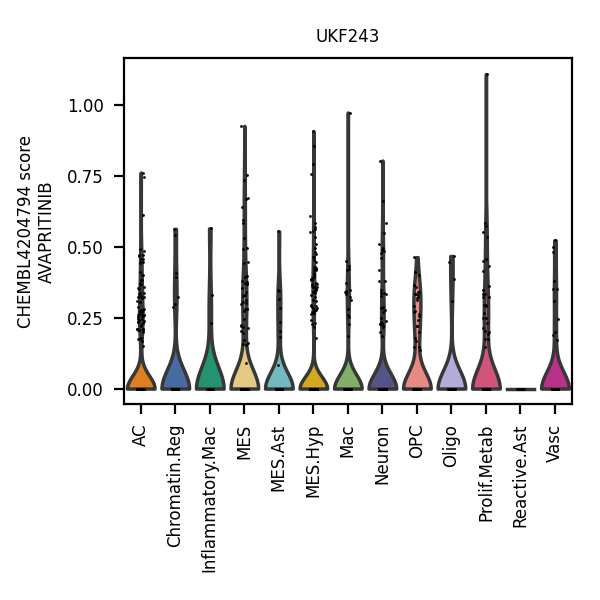 UKF243
CHEMBL4204794 score
AVAPRITINIB
1.00
0.75
0.50
0.25
0.00
AC
Chromatin.Reg
Inflammatory.Mac
MES
MES.Ast
MES.Hyp
Mac
Neuron
OPC
Oligo
Prolif.Metab
Reactive.Ast
Vasc